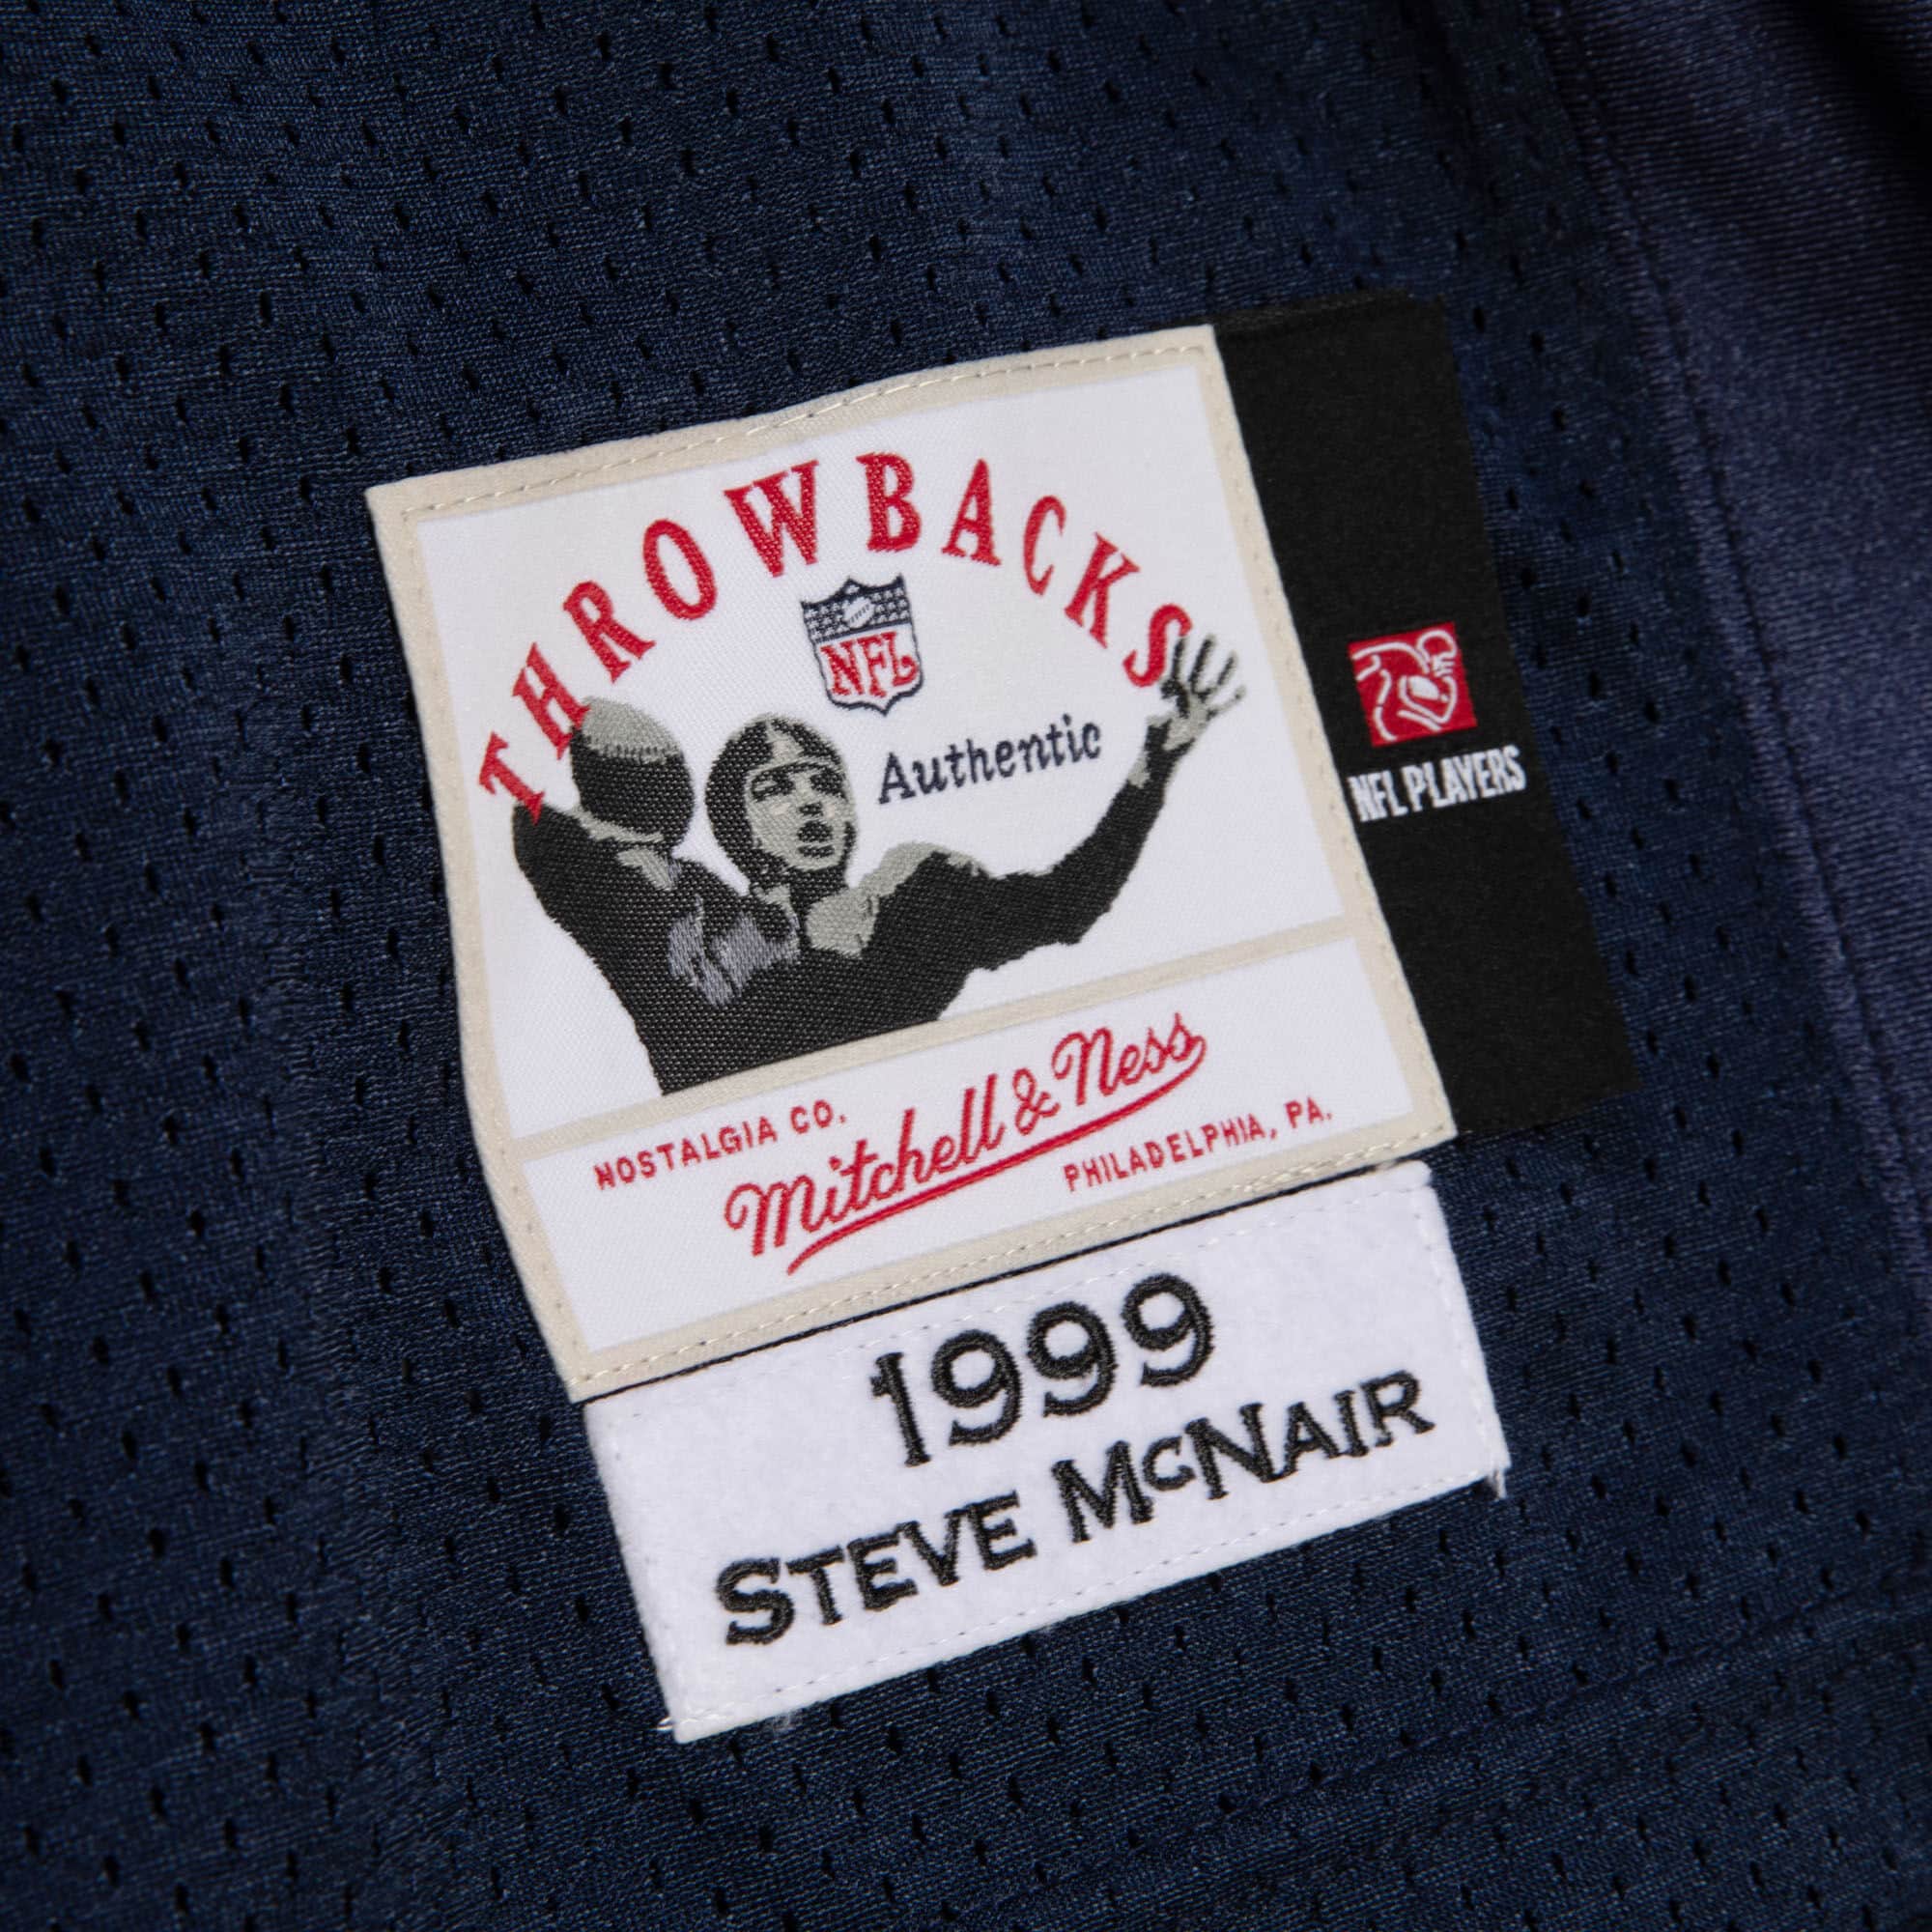 THROWBACKS
NFL
Authentic
NFL PLAYERS
NOSTALGIA CO.
Mitchell & Ness
PHILADELPHIA, PA.
1999
STEVE McNAIR